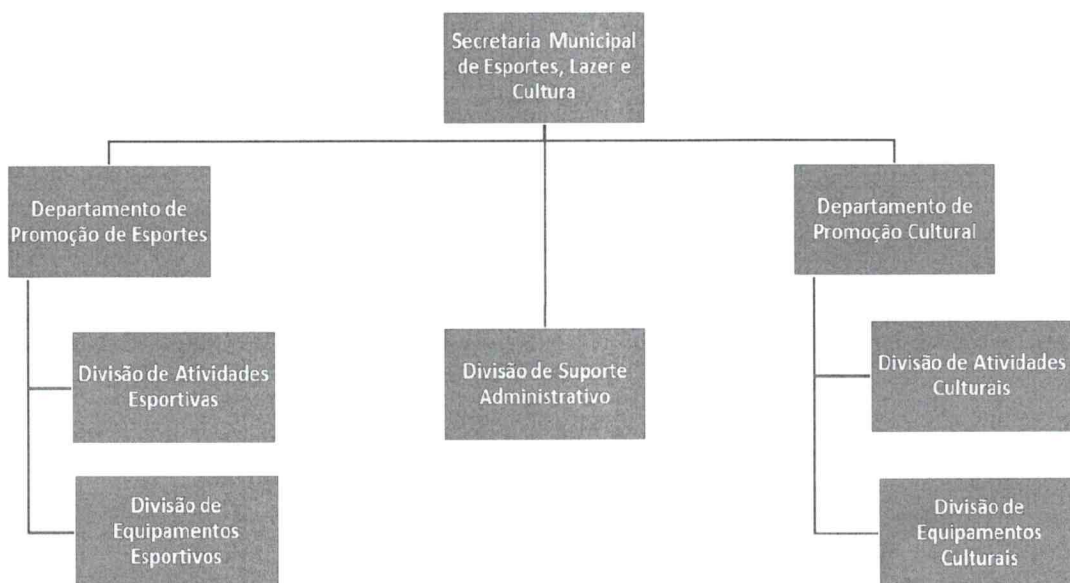 Secretaria Municipal
de Esportes, Lazer e
Cultura
Departamento de
Promoção de Esportes
Departamento de
Promoção Cultural
Divisão de Atividades
Esportivas
Divisão de Suporte
Administrativo
Divisão de Atividades
Culturais
Divisão de
Equipamentos
Esportivos
Divisão de
Equipamentos
Culturais